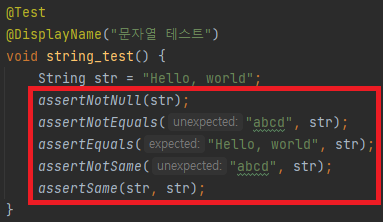 @Test
@DisplayName("문자열 테스트")
void string_test() {
String str = "Hello, world";
assertNotNull(str);
assertNotEquals( unexpected: "abcd", str);
assertEquals( expected: "Hello, world", str);
assertNotSame( unexpected: "abcd", str);
assertSame(str, str);
}